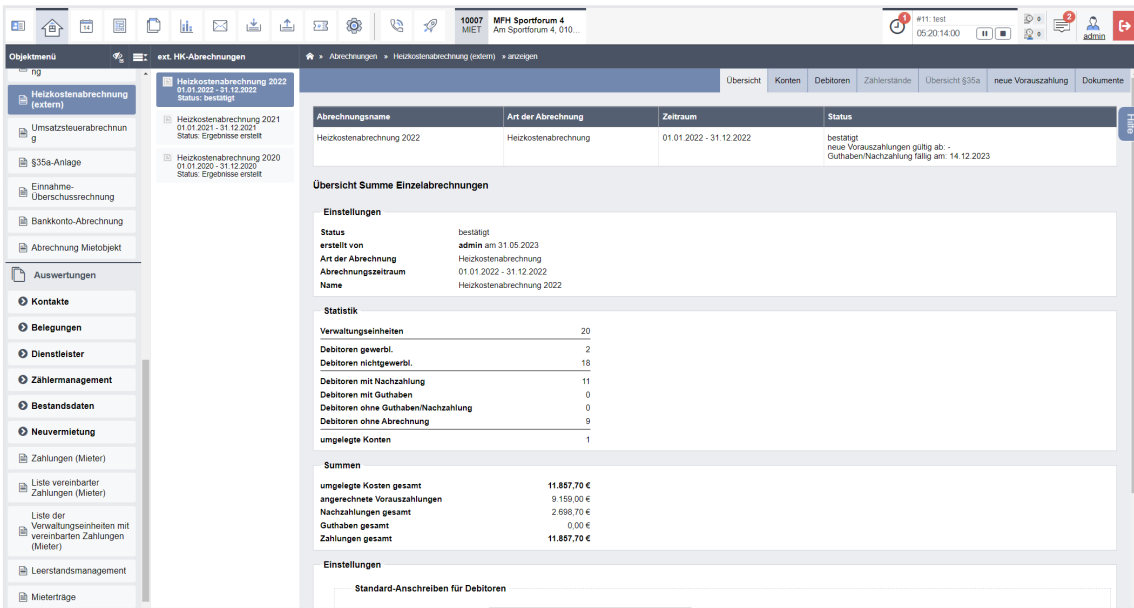 14
10007 MFH Sportforum 4
MIET Am Sportforum 4, 010...
1
#11: test
05:20:14:00
0
0
2
admin
Objektmenü
ext. HK-Abrechnungen
» Abrechnungen » Heizkostenabrechnung (extern) » anzeigen
ng
Heizkostenabrechnung
(extern)
Umsatzsteuerabrechnun
g
§35a-Anlage
Einnahme-
Überschussrechnung
Bankkonto-Abrechnung
Abrechnung Mietobjekt
Auswertungen
Kontakte
Belegungen
Dienstleister
Zählermanagement
Bestandsdaten
Neuvermietung
Zahlungen (Mieter)
Liste vereinbarter
Zahlungen (Mieter)
Liste der
Verwaltungseinheiten mit
vereinbarten Zahlungen
(Mieter)
Leerstandsmanagement
Mieterträge
Heizkostenabrechnung 2022
01.01.2022 - 31.12.2022
Status: bestätigt
Heizkostenabrechnung 2021
01.01.2021 - 31.12.2021
Status: Ergebnisse erstellt
Heizkostenabrechnung 2020
01.01.2020 - 31.12.2020
Status: Ergebnisse erstellt
Übersicht Konten Debitoren Zählerstände Übersicht §35a neue Vorauszahlung Dokumente
Hilfe
Abrechnungsname Art der Abrechnung Zeitraum Status
Heizkostenabrechnung 2022 Heizkostenabrechnung 01.01.2022 - 31.12.2022 bestätigt
neue Vorauszahlungen gültig ab: -
Guthaben/Nachzahlung fällig am: 14.12.2023
Übersicht Summe Einzelabrechnungen
Einstellungen
Status bestätigt
erstellt von admin am 31.05.2023
Art der Abrechnung Heizkostenabrechnung
Abrechnungszeitraum 01.01.2022 - 31.12.2022
Name Heizkostenabrechnung 2022
Statistik
Verwaltungseinheiten 20
Debitoren gewerbl. 2
Debitoren nichtgewerbl. 18
Debitoren mit Nachzahlung 11
Debitoren mit Guthaben 0
Debitoren ohne Guthaben/Nachzahlung 0
Debitoren ohne Abrechnung 9
umgelegte Konten 1
Summen
umgelegte Kosten gesamt 11.857,70 €
angerechnete Vorauszahlungen 9.159,00 €
Nachzahlungen gesamt 2.698,70 €
Guthaben gesamt 0,00 €
Zahlungen gesamt 11.857,70 €
Einstellungen
Standard-Anschreiben für Debitoren